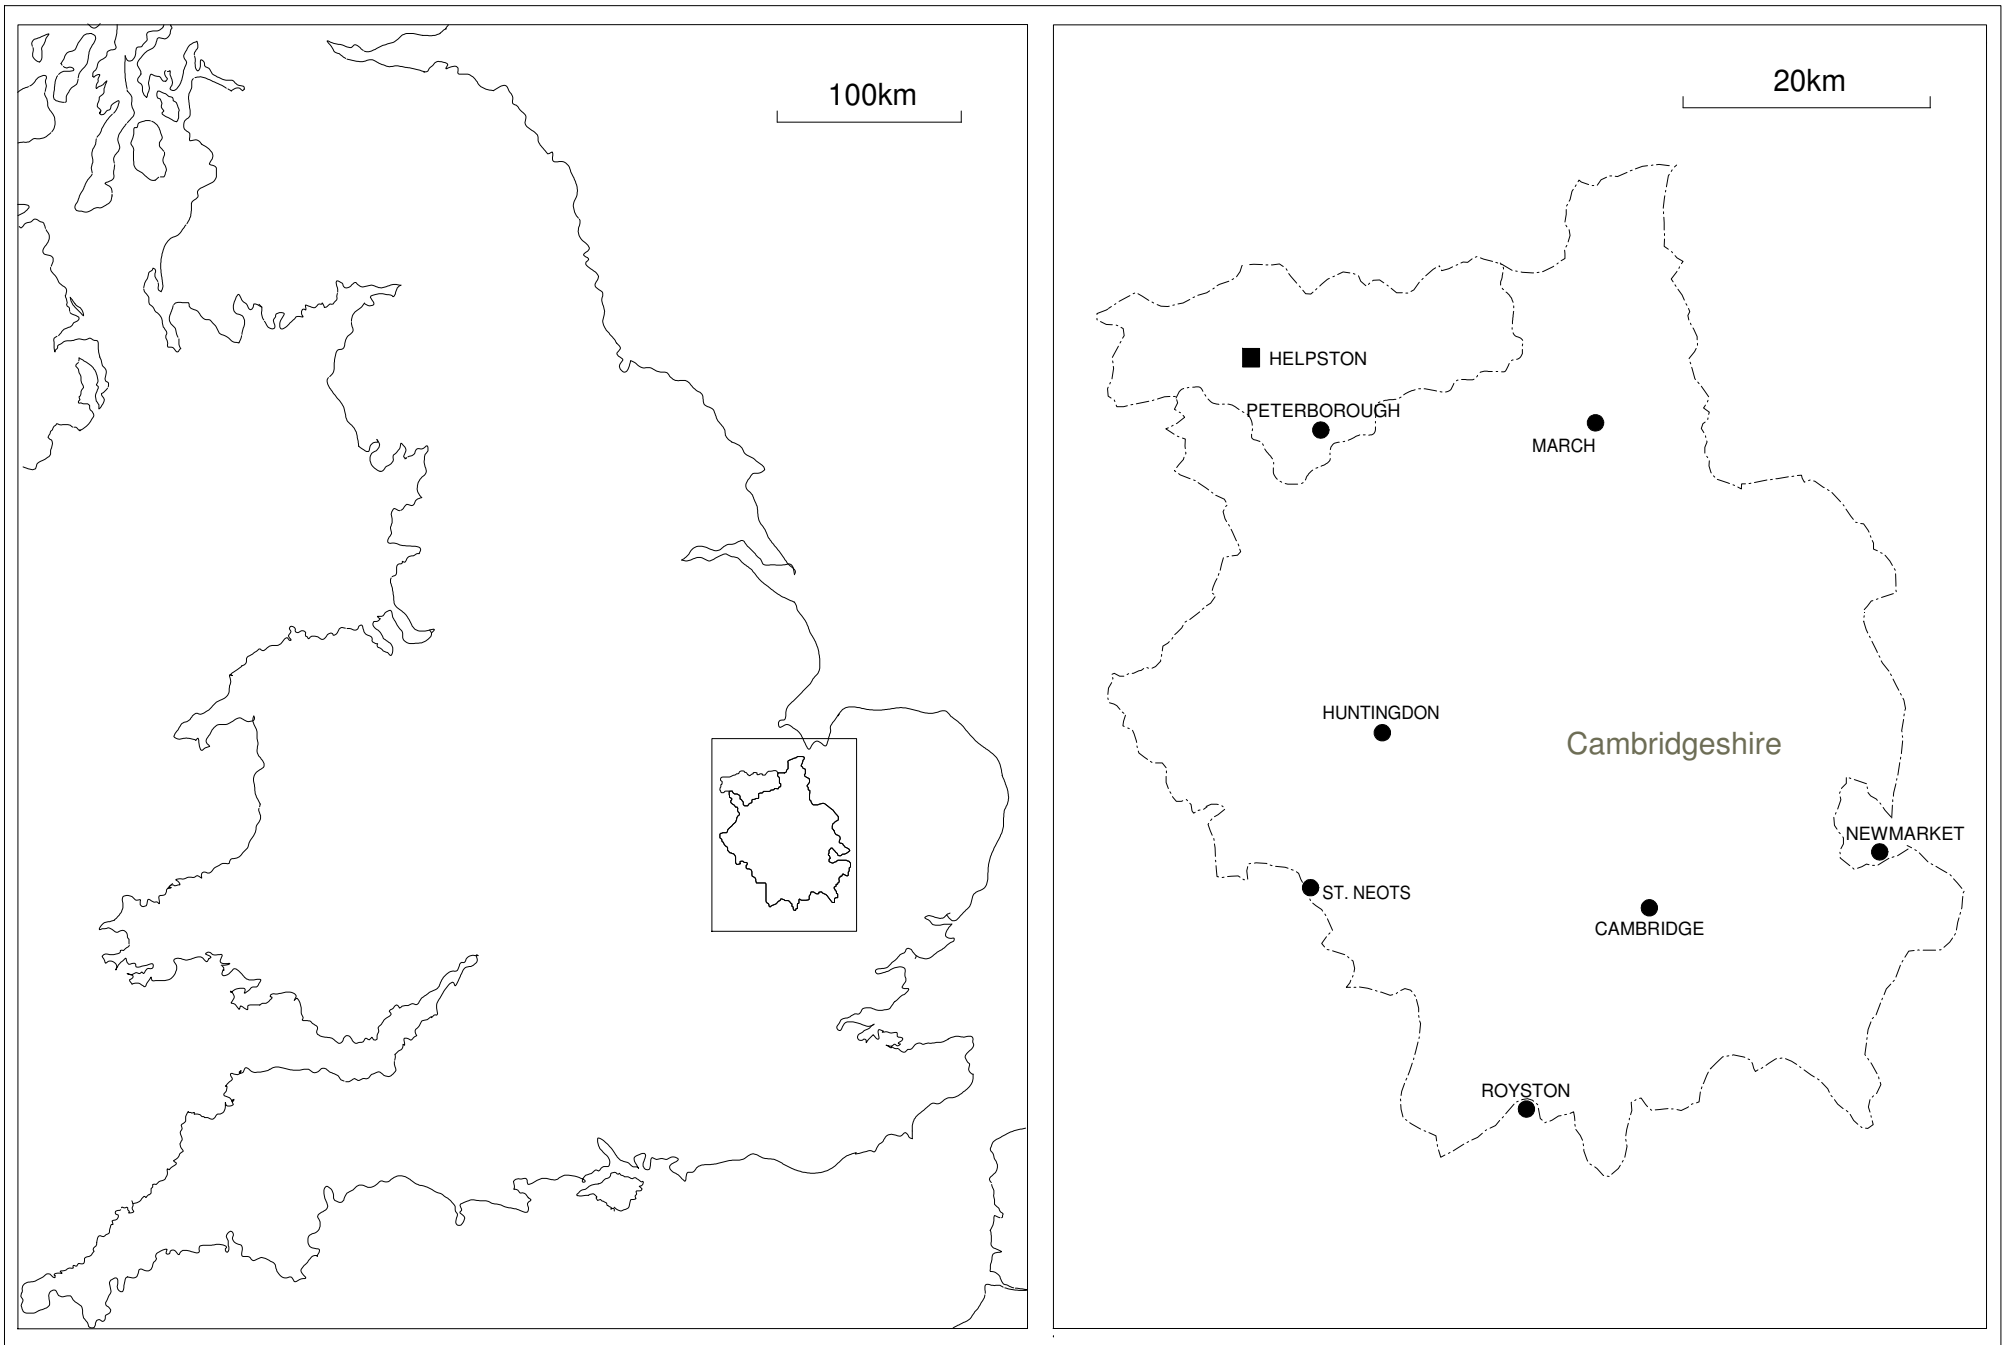 100km
20km
HELPSTON
PETERBOROUGH
MARCH
HUNTINGDON
Cambridgeshire
NEWMARKET
ST. NEOTS
CAMBRIDGE
ROYSTON